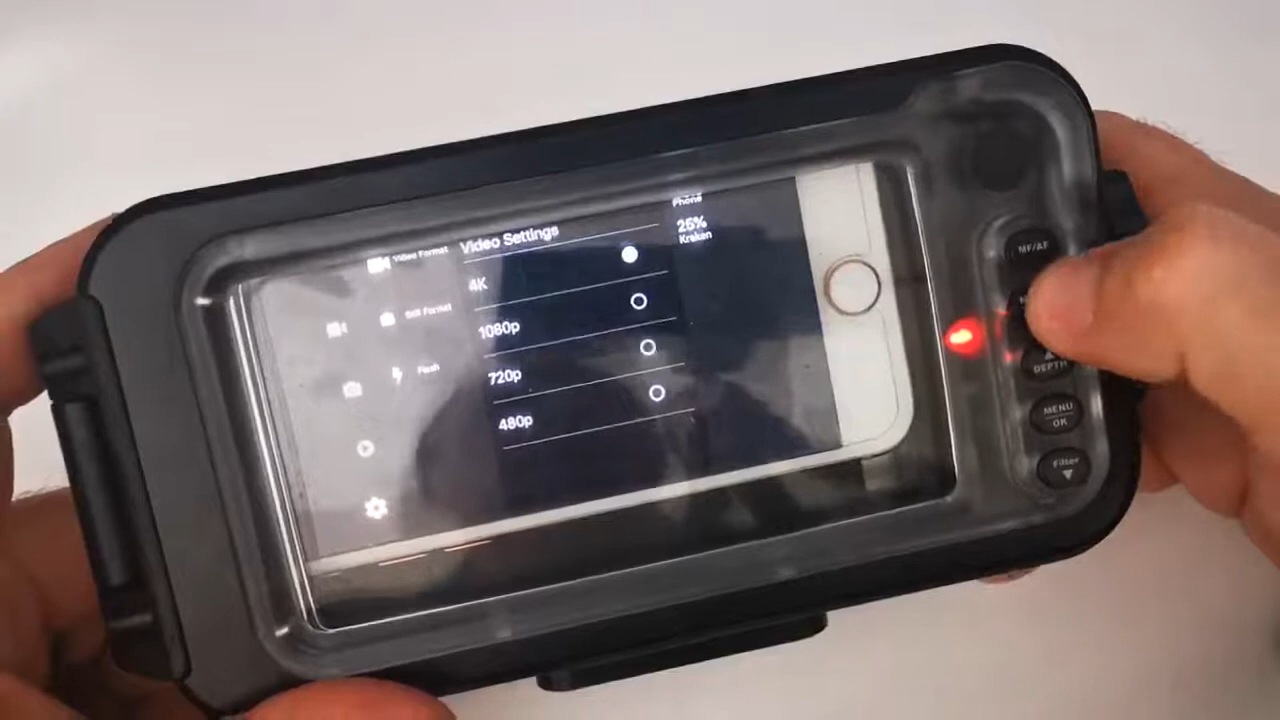 Video Format
Still Format
Flash
Video Settings
4K
1080p
720p
480p
Phone
25%
Kraken
MF/AF
DEPTH
MENU
OK
Filter